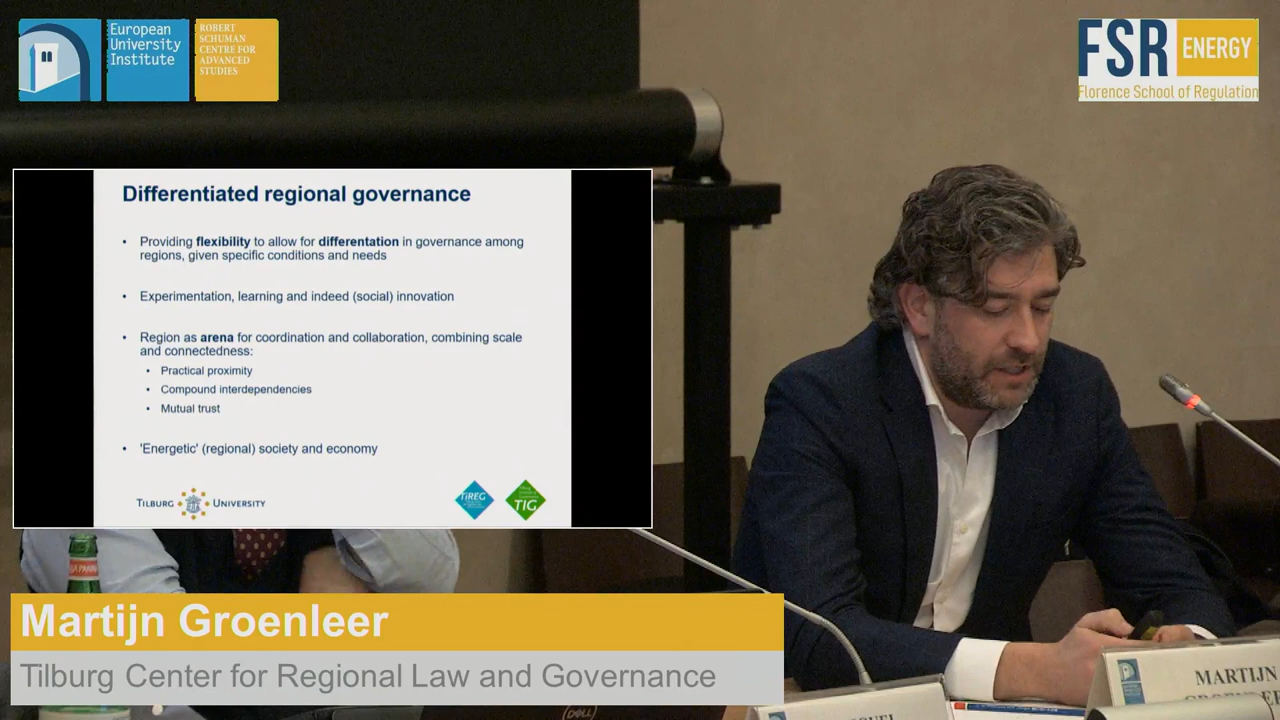 European
University
Institute
ROBERT
SCHUMAN
CENTRE FOR
ADVANCED
STUDIES
FSR ENERGY
Florence School of Regulation
Differentiated regional governance
• Providing flexibility to allow for differentation in governance among
regions, given specific conditions and needs
• Experimentation, learning and indeed (social) innovation
• Region as arena for coordination and collaboration, combining scale
and connectedness:
• Practical proximity
• Compound interdependencies
• Mutual trust
• 'Energetic' (regional) society and economy
TILBURG UNIVERSITY
TiREG
TIG
Martijn Groenleer
Tilburg Center for Regional Law and Governance
MARTIJN
DELL